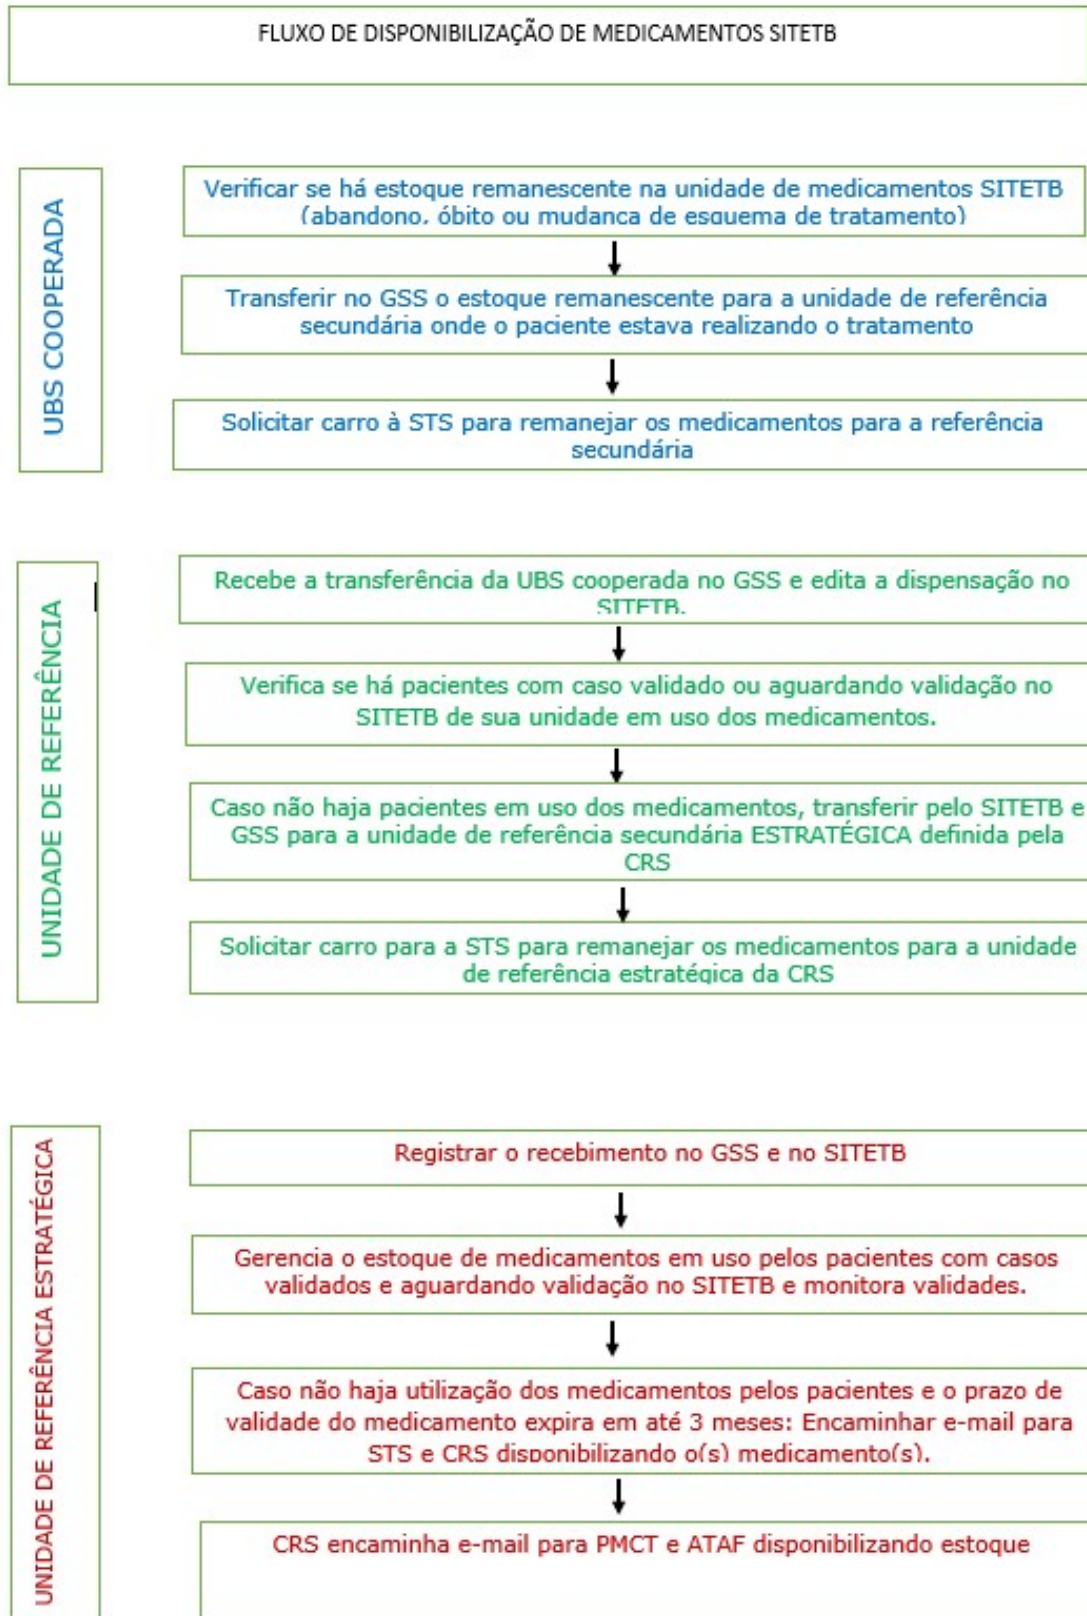 FLUXO DE DISPONIBILIZAÇÃO DE MEDICAMENTOS SITETB
UBS COOPERADA
Verificar se há estoque remanescente na unidade de medicamentos SITETB
(abandono, óbito ou mudança de esquema de tratamento)
Transferir no GSS o estoque remanescente para a unidade de referência
secundária onde o paciente estava realizando o tratamento
Solicitar carro à STS para remanejar os medicamentos para a referência
secundária
UNIDADE DE REFERÊNCIA
Recebe a transferência da UBS cooperada no GSS e edita a dispensação no
SITETB.
Verifica se há pacientes com caso validado ou aguardando validação no
SITETB de sua unidade em uso dos medicamentos.
Caso não haja pacientes em uso dos medicamentos, transferir pelo SITETB e
GSS para a unidade de referência secundária ESTRATÉGICA definida pela
CRS
Solicitar carro para a STS para remanejar os medicamentos para a unidade
de referência estratégica da CRS
UNIDADE DE REFERÊNCIA ESTRATÉGICA
Registrar o recebimento no GSS e no SITETB
Gerencia o estoque de medicamentos em uso pelos pacientes com casos
validados e aguardando validação no SITETB e monitora validades.
Caso não haja utilização dos medicamentos pelos pacientes e o prazo de
validade do medicamento expira em até 3 meses: Encaminhar e-mail para
STS e CRS disponibilizando o(s) medicamento(s).
CRS encaminha e-mail para PMCT e ATAF disponibilizando estoque